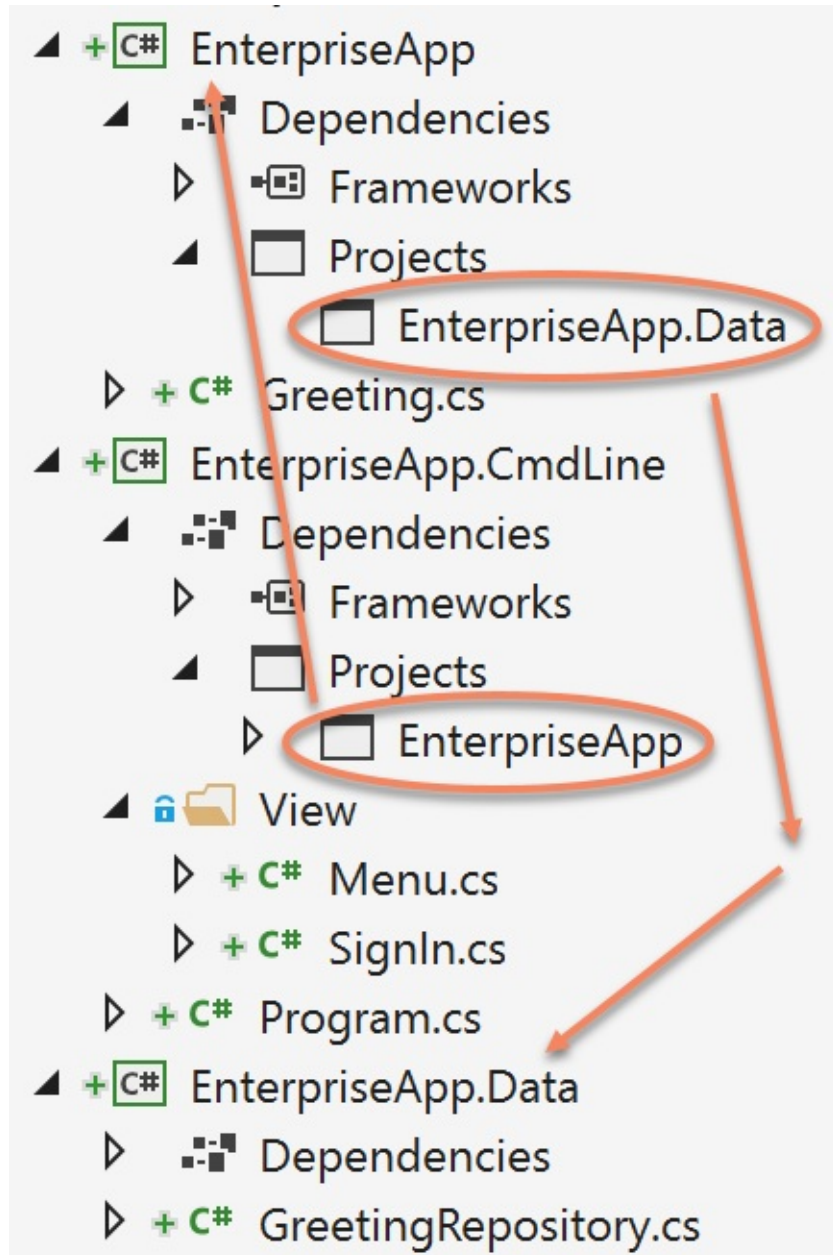 C# EnterpriseApp
Dependencies
Frameworks
Projects
EnterpriseApp.Data
+ C# Greeting.cs
+ C# EnterpriseApp.CmdLine
Dependencies
Frameworks
Projects
EnterpriseApp
View
+ C# Menu.cs
+ C# SignIn.cs
+ C# Program.cs
+ C# EnterpriseApp.Data
Dependencies
+ C# GreetingRepository.cs